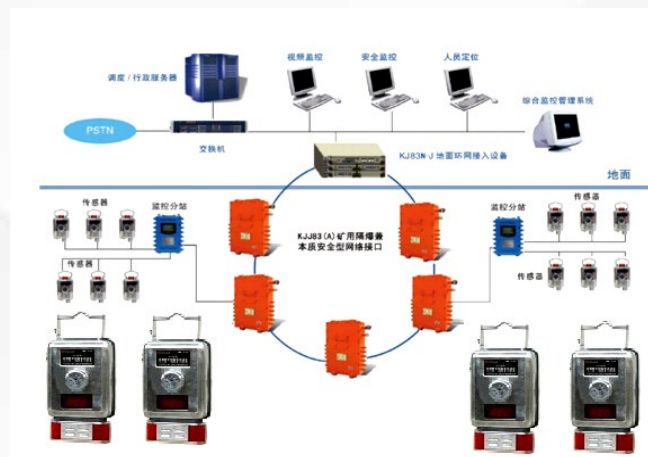 视频监控
安全监控
人员定位
调度/行政服务器
综合监控管理系统
PSTN
交换机
KJ83N-J 地面环网接入设备
地面
传感器
监控分站
KJJ83(A)矿用隔爆兼
本质安全型网络接口
监控分站
传感器
传感器
传感器